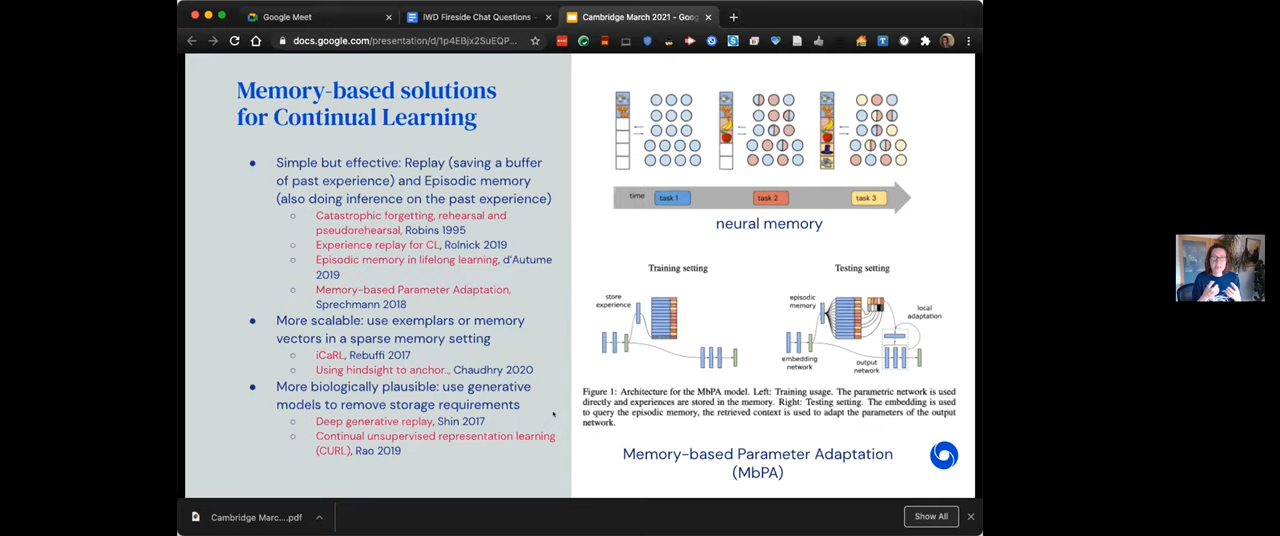 Google Meet
IWD Fireside Chat Questions -
Cambridge March 2021 - Goog
docs.google.com/presentation/d/1p4EBjx2SuEQP...
Memory-based solutions
for Continual Learning
Simple but effective: Replay (saving a buffer
of past experience) and Episodic memory
(also doing inference on the past experience)
Catastrophic forgetting, rehearsal and
pseudorehearsal, Robins 1995
Experience replay for CL, Rolnick 2019
Episodic memory in lifelong learning, d'Autume
2019
Memory-based Parameter Adaptation,
Sprechmann 2018
More scalable: use exemplars or memory
vectors in a sparse memory setting
iCaRL, Rebuffi 2017
Using hindsight to anchor.., Chaudhry 2020
More biologically plausible: use generative
models to remove storage requirements
Deep generative replay, Shin 2017
Continual unsupervised representation learning
(CURL), Rao 2019
time
task 1
task 2
task 3
neural memory
Training setting
store
experience
Testing setting
episodic
memory
local
adaptation
embedding
network
output
network
Figure 1: Architecture for the MbPA model. Left: Training usage. The parametric network is used
directly and experiences are stored in the memory. Right: Testing setting. The embedding is used
to query the episodic memory, the retrieved context is used to adapt the parameters of the output
network.
Memory-based Parameter Adaptation
(MbPA)
Cambridge Marc....pdf
Show All